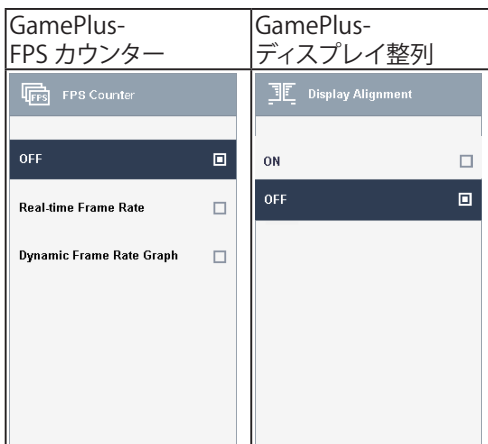 GamePlus-
FPS カウンター
GamePlus-
ディスプレイ整列
FPS
FPS Counter
OFF
Real-time Frame Rate
Dynamic Frame Rate Graph
Display Alignment
ON
OFF